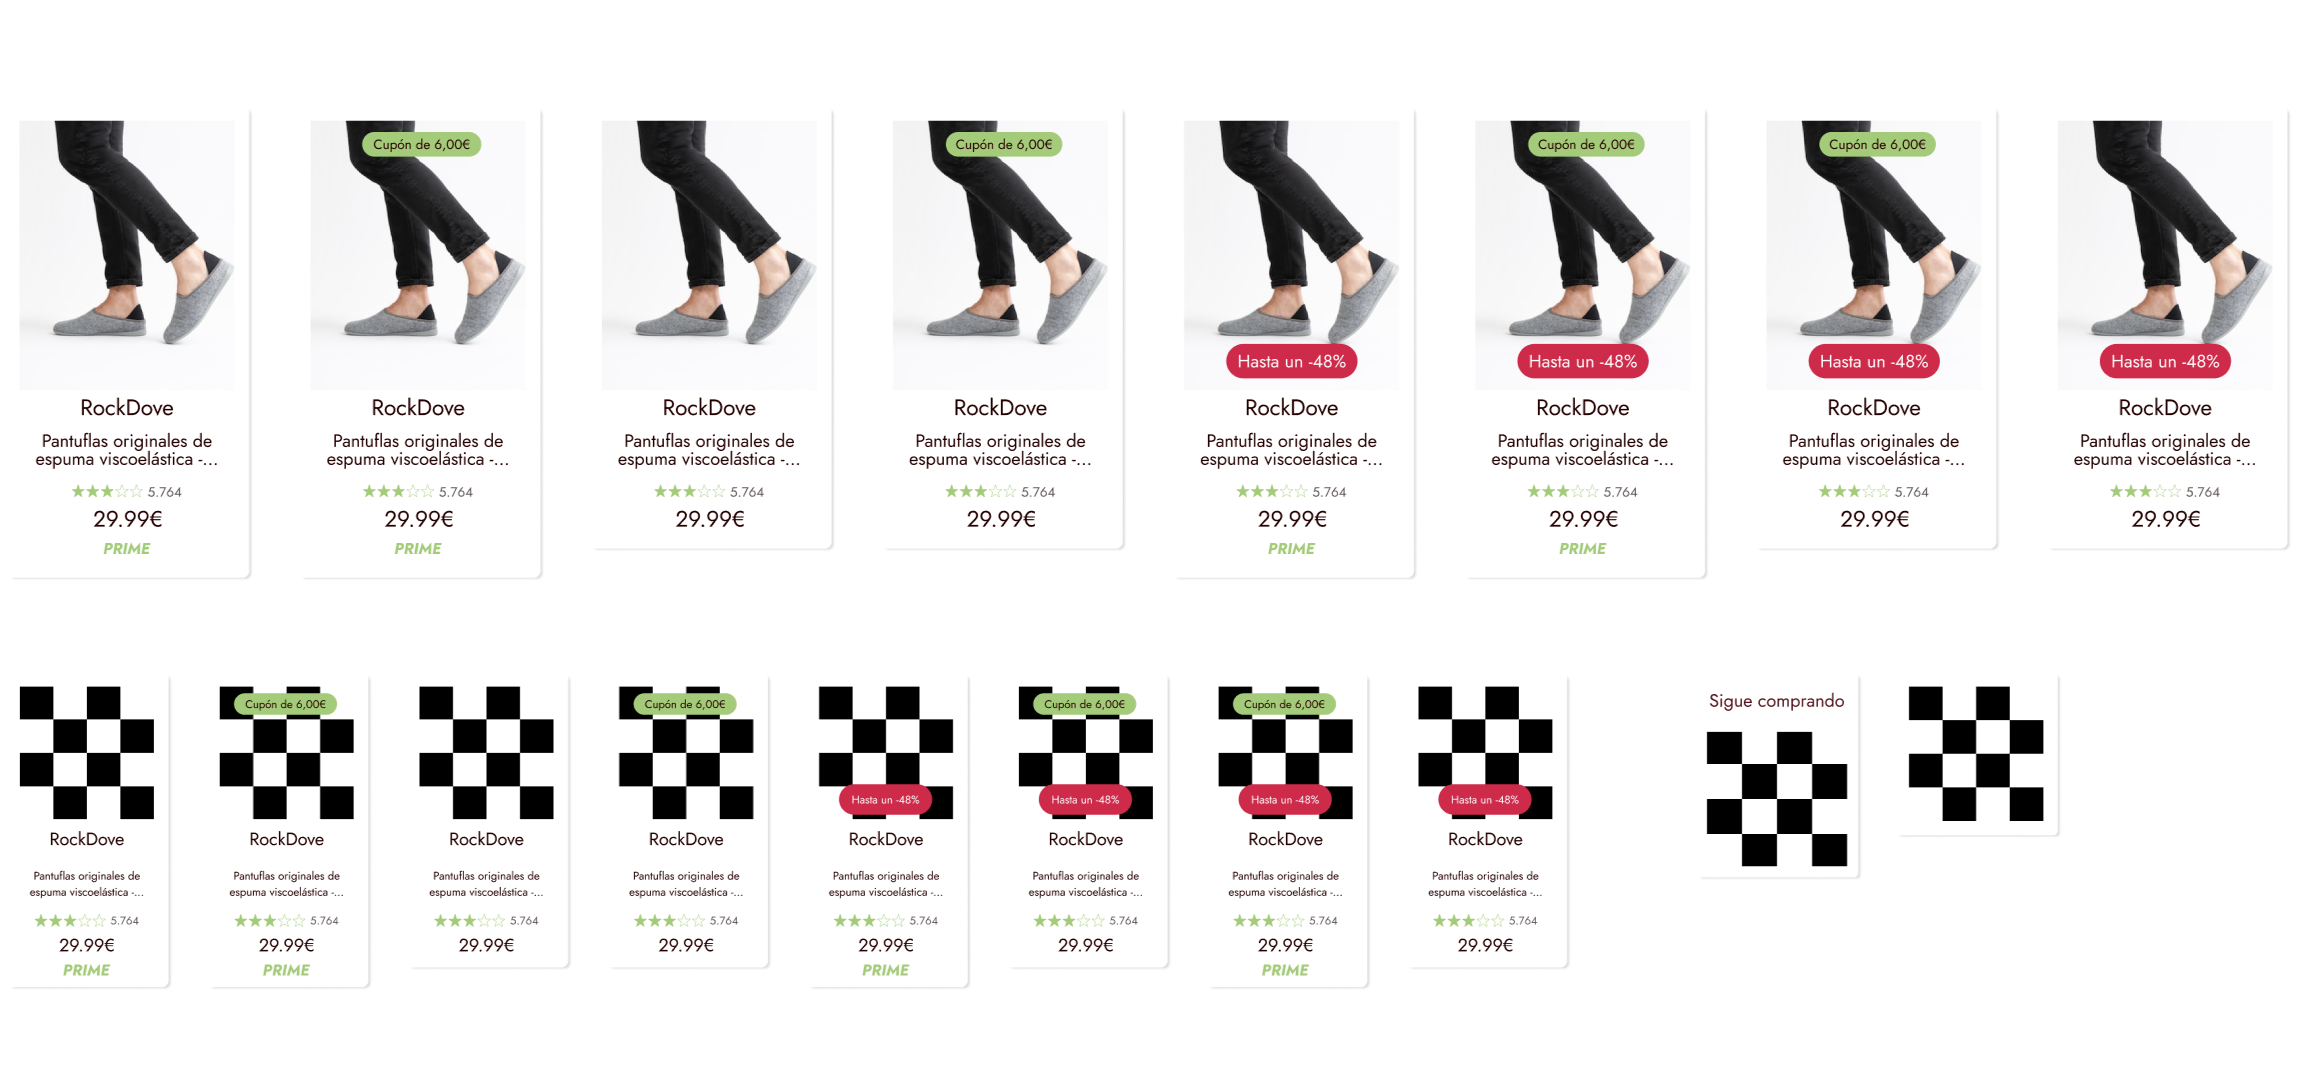 Cupón de 6,00€
Cupón de 6,00€
Cupón de 6,00€
Cupón de 6,00€
Hasta un -48%
Hasta un -48%
Hasta un -48%
Hasta un -48%
RockDove
RockDove
RockDove
RockDove
RockDove
RockDove
RockDove
RockDove
Pantuflas originales de
espuma viscoelástica -...
Pantuflas originales de
espuma viscoelástica -...
Pantuflas originales de
espuma viscoelástica -...
Pantuflas originales de
espuma viscoelástica -...
Pantuflas originales de
espuma viscoelástica -...
Pantuflas originales de
espuma viscoelástica -...
Pantuflas originales de
espuma viscoelástica -...
Pantuflas originales de
espuma viscoelástica -...
5.764
5.764
5.764
5.764
5.764
5.764
5.764
5.764
29.99€
29.99€
29.99€
29.99€
29.99€
29.99€
29.99€
29.99€
PRIME
PRIME
PRIME
PRIME
Cupón de 6,00€
Cupón de 6,00€
Cupón de 6,00€
Cupón de 6,00€
Sigue comprando
Hasta un -48%
Hasta un -48%
Hasta un -48%
Hasta un -48%
RockDove
RockDove
RockDove
RockDove
RockDove
RockDove
RockDove
RockDove
Pantuflas originales de
espuma viscoelástica -...
Pantuflas originales de
espuma viscoelástica -...
Pantuflas originales de
espuma viscoelástica -...
Pantuflas originales de
espuma viscoelástica -...
Pantuflas originales de
espuma viscoelástica -...
Pantuflas originales de
espuma viscoelástica -...
Pantuflas originales de
espuma viscoelástica -...
Pantuflas originales de
espuma viscoelástica -...
5.764
5.764
5.764
5.764
5.764
5.764
5.764
5.764
29.99€
29.99€
29.99€
29.99€
29.99€
29.99€
29.99€
29.99€
PRIME
PRIME
PRIME
PRIME